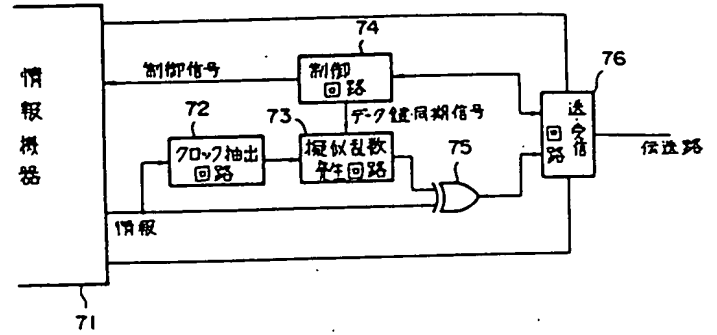 74
制御
回路
制御信号
76
情報機器
72
73
データ鍵・同期信号
送・受信
回路
クロック抽出
回路
擬似乱数
発生回路
75
伝送路
情報
71